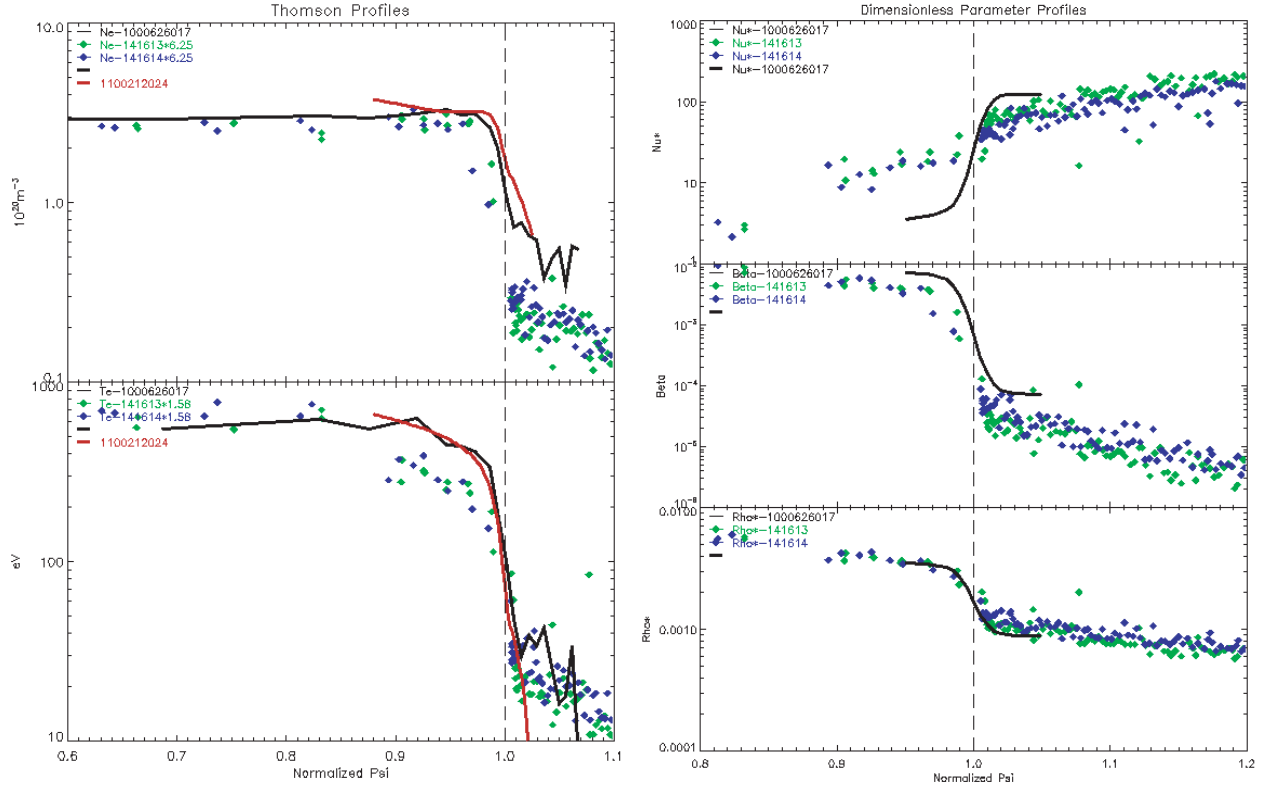 Thomson Profiles
10.0
Ne-1000626017
Ne-141613*6.25
Ne-141614*6.25
1100212024
1.0
10²⁰m⁻³
0.1
1000
Te-1000626017
Te-141613*1.56
Te-141614*1.56
1100212024
100
eV
10
0.6 0.7 0.8 0.9 1.0 1.1
Normalized Psi
Dimensionless Parameter Profiles
1000
Nu*-1000626017
Nu*-141613
Nu*-141614
Nu*-1000626017
100
Nu*
10
1
10⁻²
Beta-1000626017
Beta-141613
Beta-141614
10⁻³
10⁻⁴
Beta
10⁻⁵
10⁻⁶
0.0100
Rho*-1000626017
Rho*-141613
Rho*-141614
0.0010
Rho*
0.0001
0.8 0.9 1.0 1.1 1.2
Normalized Psi